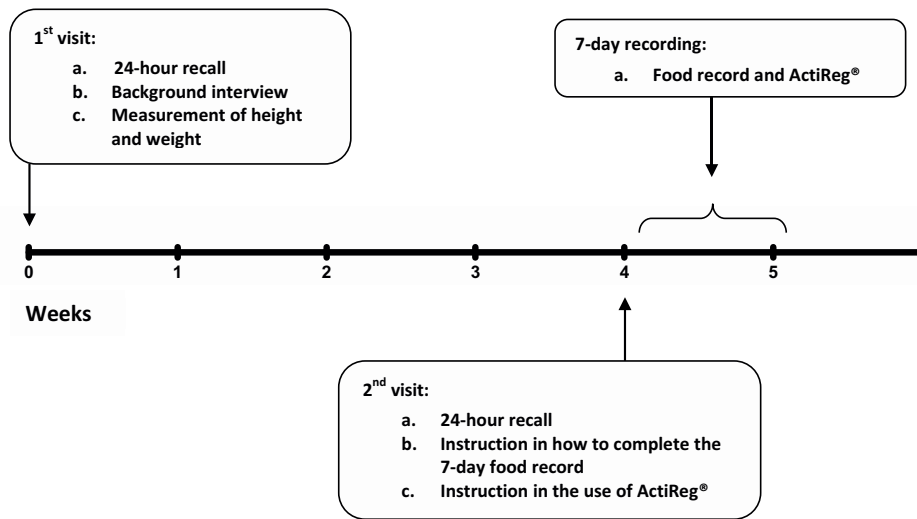 1st visit:
a. 24-hour recall
b. Background interview
c. Measurement of height
and weight
7-day recording:
a. Food record and ActiReg®
0 1 2 3 4 5
Weeks
2nd visit:
a. 24-hour recall
b. Instruction in how to complete the
7-day food record
c. Instruction in the use of ActiReg®